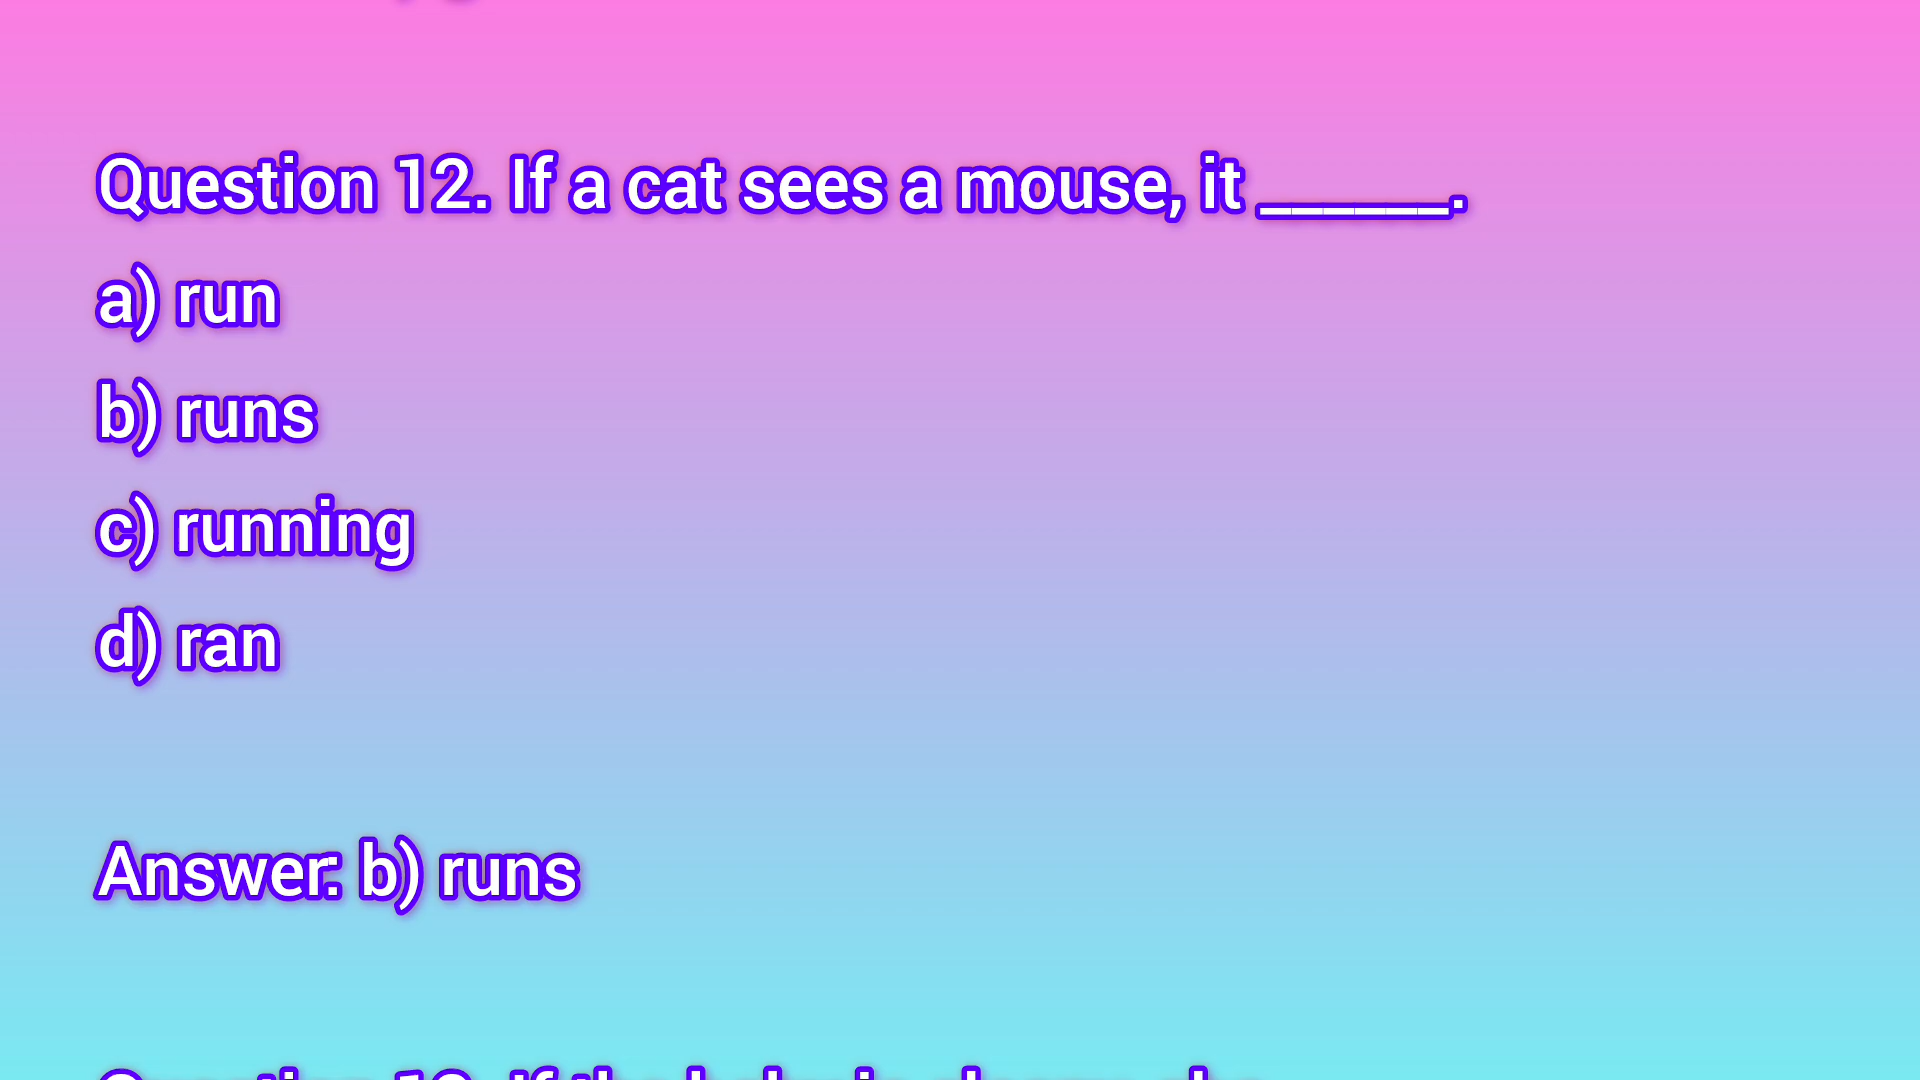 Question 12. If a cat sees a mouse, it ______.
a) run
b) runs
c) running
d) ran
Answer: b) runs